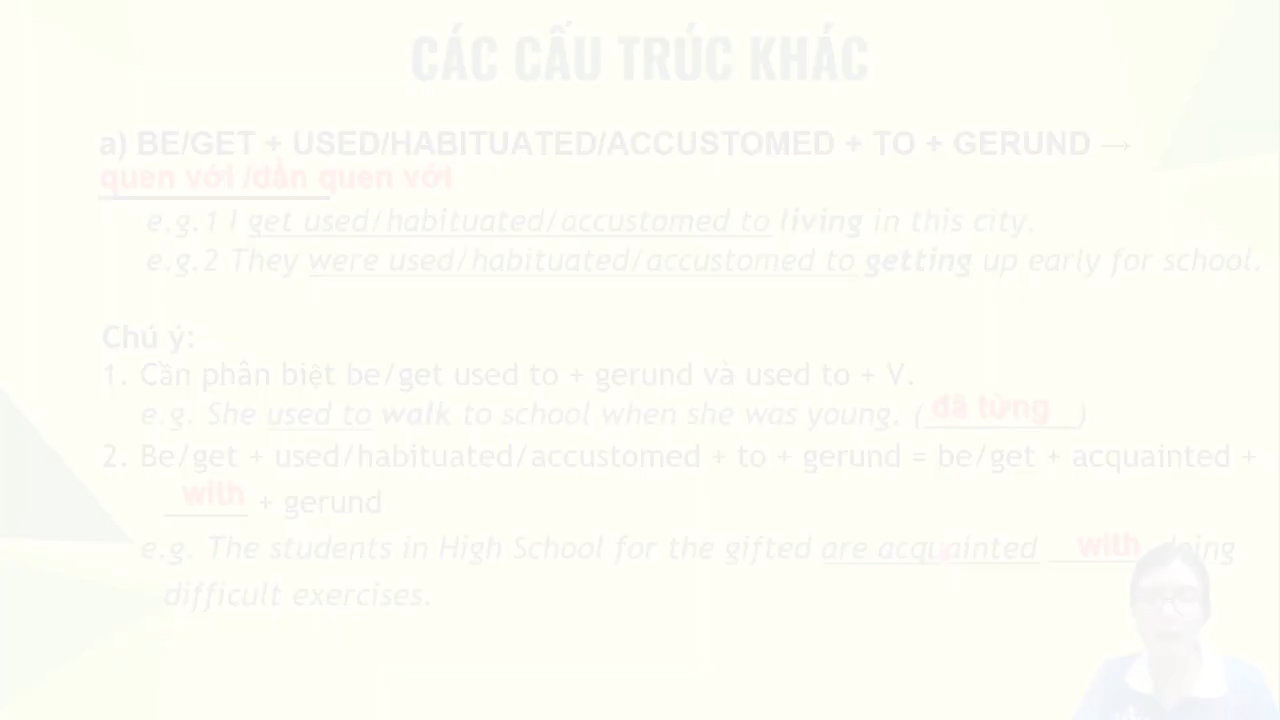 CÁC CẤU TRÚC KHÁC
a) BE/GET + USED/HABITUATED/ACCUSTOMED + TO + GERUND →
quen với /dần quen với
e.g.1 I get used/habituated/accustomed to living in this city.
e.g.2 They were used/habituated/accustomed to getting up early for school.
Chú ý:
1. Cần phân biệt be/get used to + gerund và used to + V.
e.g. She used to walk to school when she was young. (đã từng)
2. Be/get + used/habituated/accustomed + to + gerund = be/get + acquainted +
with + gerund
e.g. The students in High School for the gifted are acquainted with doing
difficult exercises.